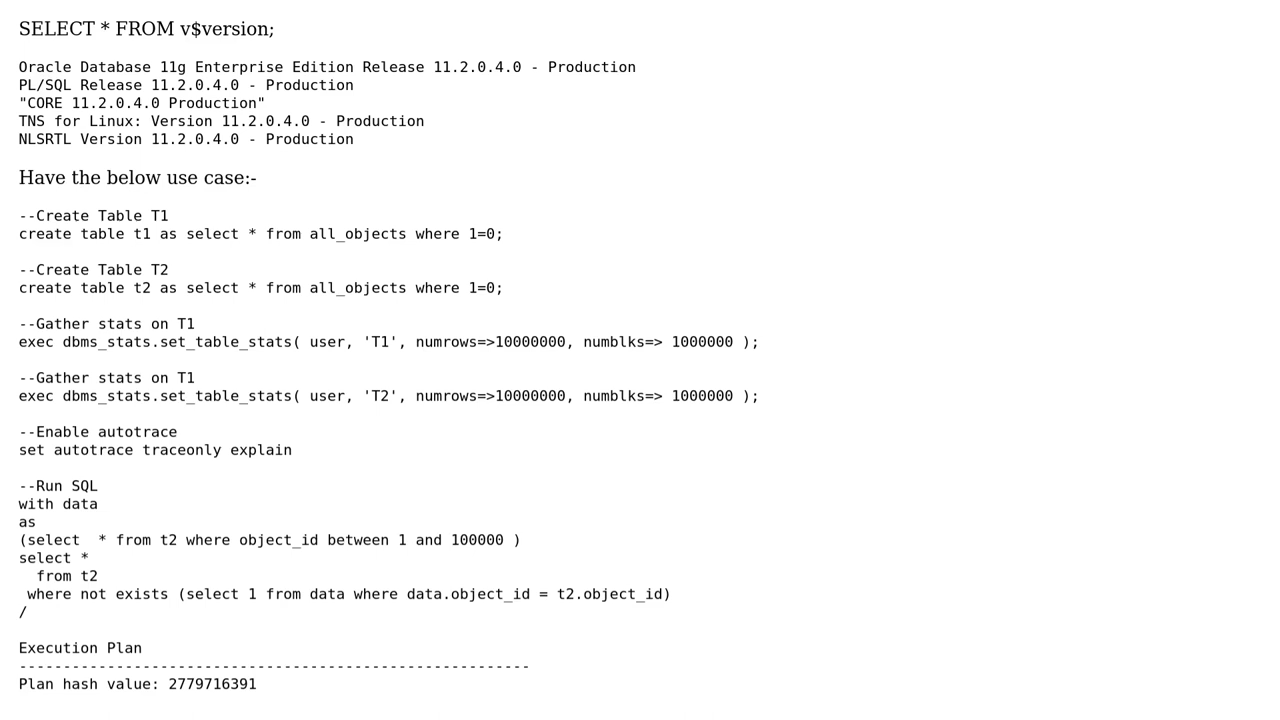 SELECT * FROM v$version;
Oracle Database 11g Enterprise Edition Release 11.2.0.4.0 - Production
PL/SQL Release 11.2.0.4.0 - Production
"CORE 11.2.0.4.0 Production"
TNS for Linux: Version 11.2.0.4.0 - Production
NLSRTL Version 11.2.0.4.0 - Production
Have the below use case:-
--Create Table T1
create table t1 as select * from all_objects where 1=0;
--Create Table T2
create table t2 as select * from all_objects where 1=0;
--Gather stats on T1
exec dbms_stats.set_table_stats( user, 'T1', numrows=>10000000, numblks=> 1000000 );
--Gather stats on T1
exec dbms_stats.set_table_stats( user, 'T2', numrows=>10000000, numblks=> 1000000 );
--Enable autotrace
set autotrace traceonly explain
--Run SQL
with data
as
(select  * from t2 where object_id between 1 and 100000 )
select *
  from t2
 where not exists (select 1 from data where data.object_id = t2.object_id)
/
Execution Plan
----------------------------------------------------------
Plan hash value: 2779716391